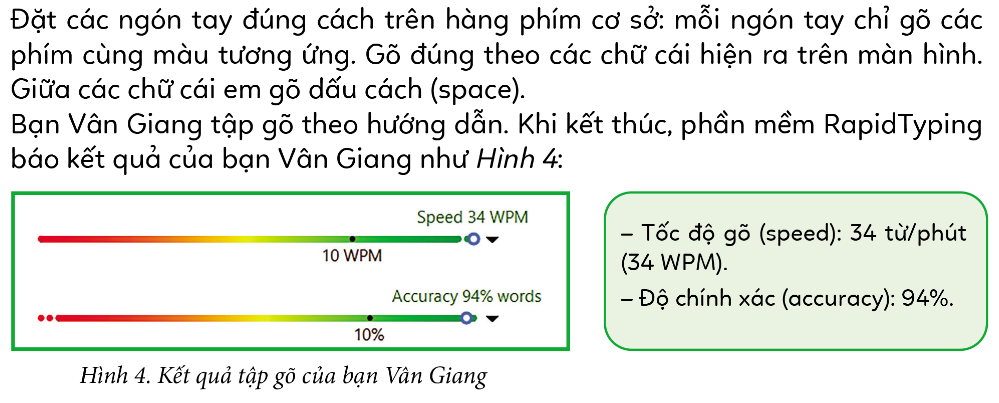 Đặt các ngón tay đúng cách trên hàng phím cơ sở: mỗi ngón tay chỉ gõ các
phím cùng màu tương ứng. Gõ đúng theo các chữ cái hiện ra trên màn hình.
Giữa các chữ cái em gõ dấu cách (space).
Bạn Vân Giang tập gõ theo hướng dẫn. Khi kết thúc, phần mềm RapidTyping
báo kết quả của bạn Vân Giang như Hình 4:
Speed 34 WPM
10 WPM
Accuracy 94% words
10%
– Tốc độ gõ (speed): 34 từ/phút
(34 WPM).
– Độ chính xác (accuracy): 94%.
Hình 4. Kết quả tập gõ của bạn Vân Giang